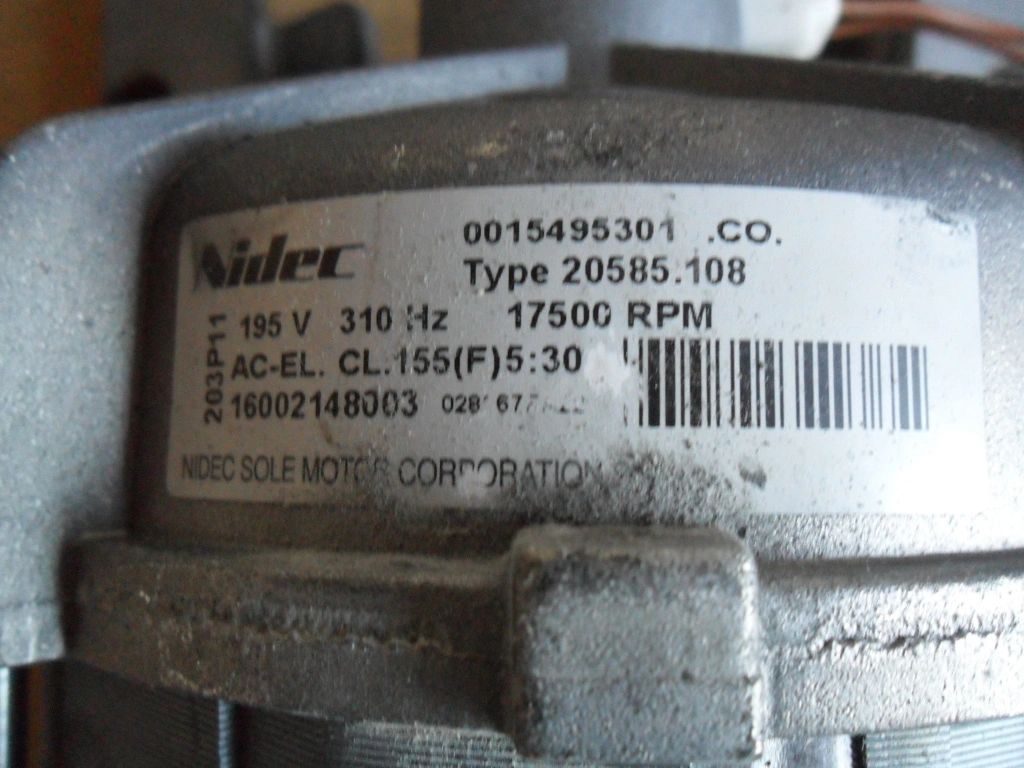 Nidec
0015495301 .CO.
Type 20585.108
195 V 310 Hz 17500 RPM
203P11
AC-EL. CL.155(F)5:30
16002148003
NIDEC SOLE MOTOR CORPORATION